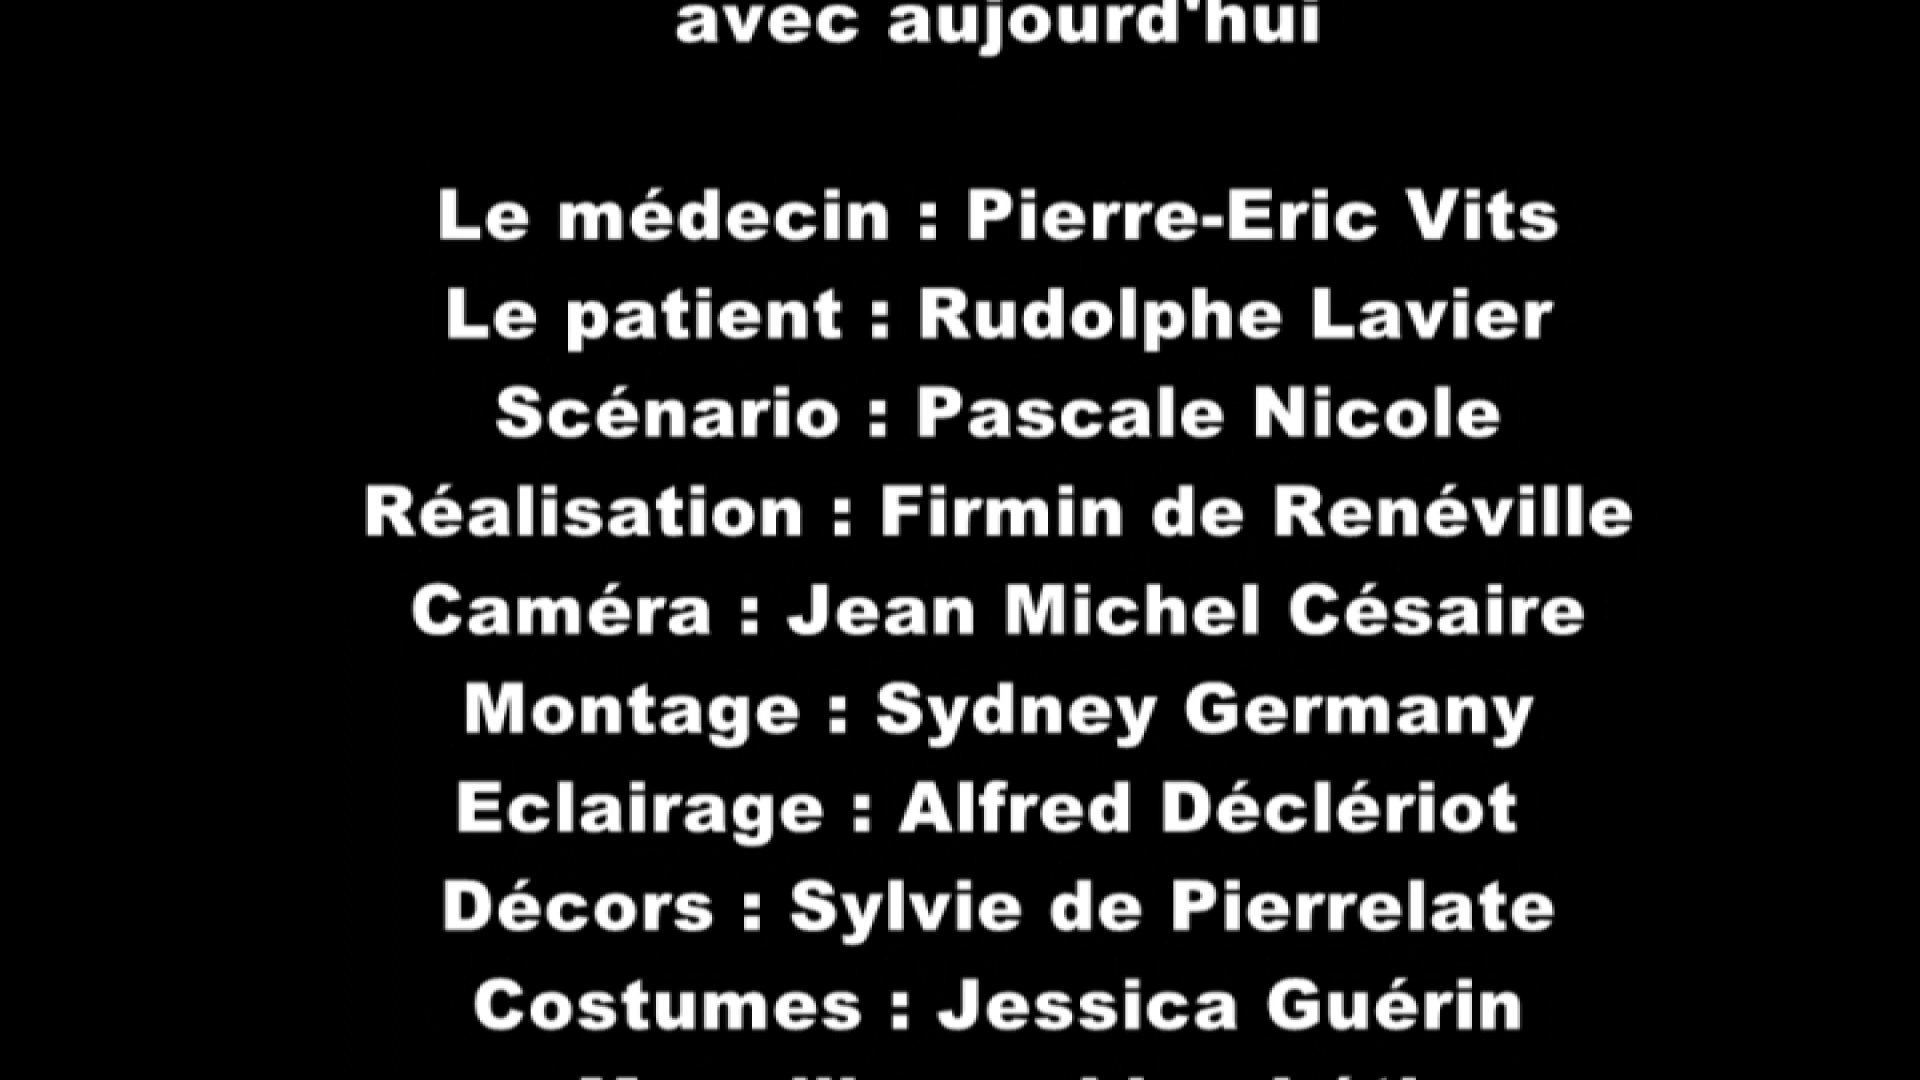 avec aujourd'hui
Le médecin : Pierre-Eric Vits
Le patient : Rudolphe Lavier
Scénario : Pascale Nicole
Réalisation : Firmin de Renéville
Caméra : Jean Michel Césaire
Montage : Sydney Germany
Eclairage : Alfred Déclériot
Décors : Sylvie de Pierrelate
Costumes : Jessica Guérin